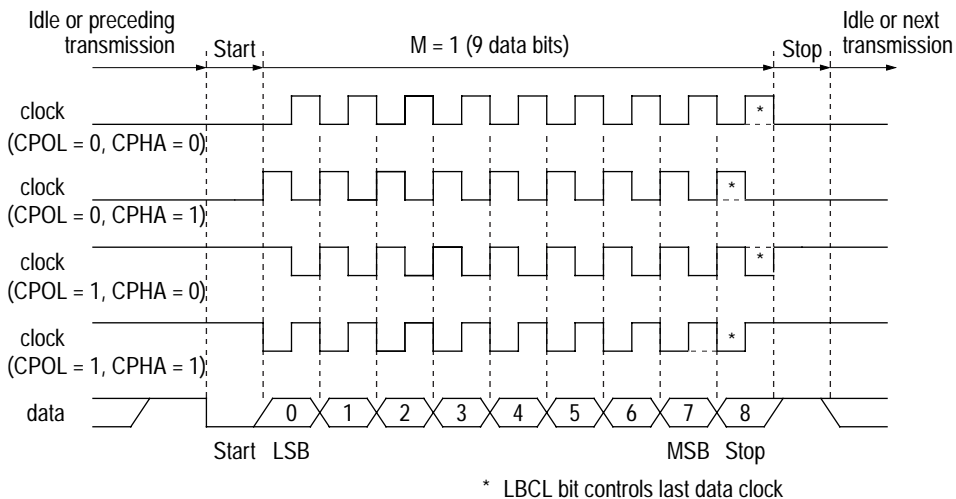 Idle or preceding
transmission
Start
M = 1 (9 data bits)
Stop
Idle or next
transmission
clock
(CPOL = 0, CPHA = 0)
*
clock
(CPOL = 0, CPHA = 1)
*
clock
(CPOL = 1, CPHA = 0)
*
clock
(CPOL = 1, CPHA = 1)
*
data
0 1 2 3 4 5 6 7 8
Start LSB MSB Stop
* LBCL bit controls last data clock